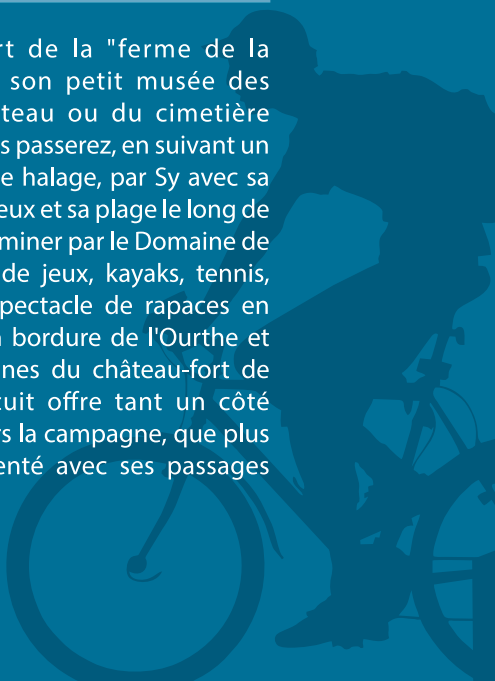 rt de la "ferme de la
son petit musée des
teau ou du cimetière
s passerez, en suivant un
e halage, par Sy avec sa
eux et sa plage le long de
miner par le Domaine de
de jeux, kayaks, tennis,
pectacle de rapaces en
bordure de l'Ourthe et
nes du château-fort de
uit offre tant un côté
rs la campagne, que plus
enté avec ses passages